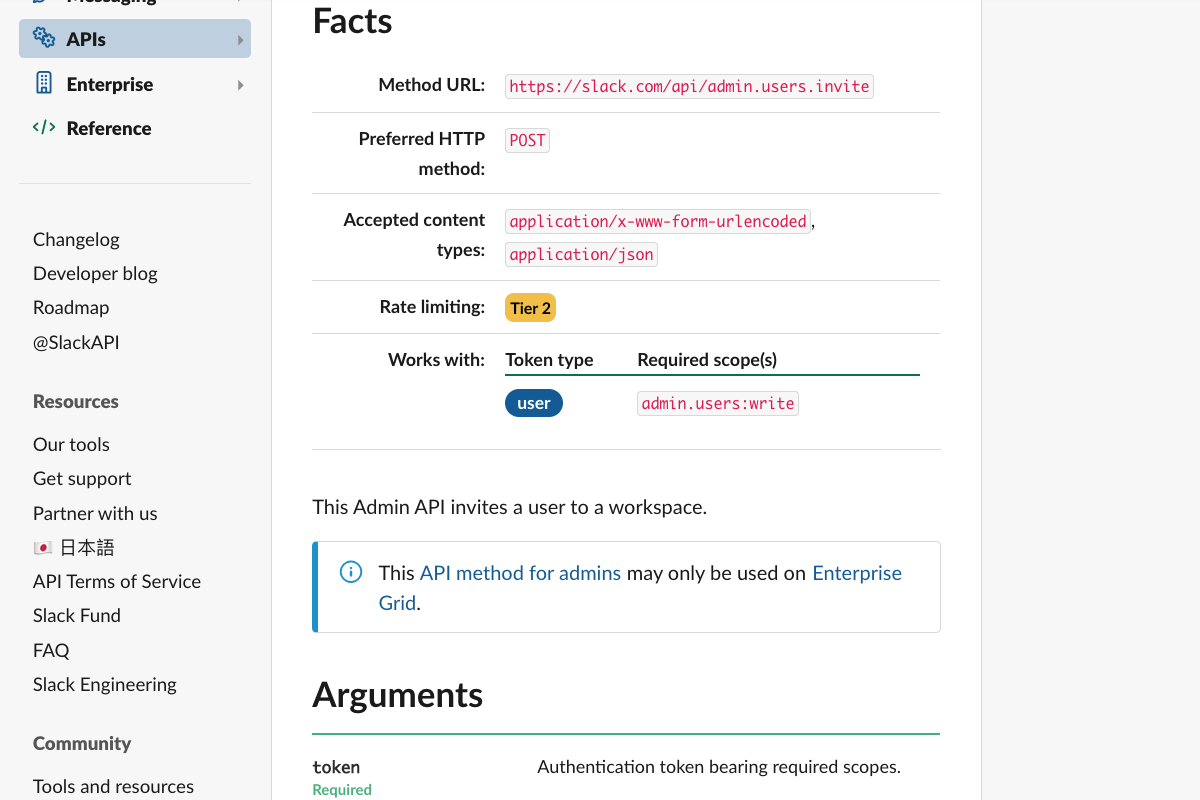 Messaging
APIs
Enterprise
Reference
Changelog
Developer blog
Roadmap
@SlackAPI
Resources
Our tools
Get support
Partner with us
🇯🇵 日本語
API Terms of Service
Slack Fund
FAQ
Slack Engineering
Community
Tools and resources
Facts
Method URL: https://slack.com/api/admin.users.invite
Preferred HTTP POST
method:
Accepted content application/x-www-form-urlencoded,
types: application/json
Rate limiting: Tier 2
Works with: Token type Required scope(s)
user admin.users:write
This Admin API invites a user to a workspace.
This API method for admins may only be used on Enterprise
Grid.
Arguments
token Authentication token bearing required scopes.
Required